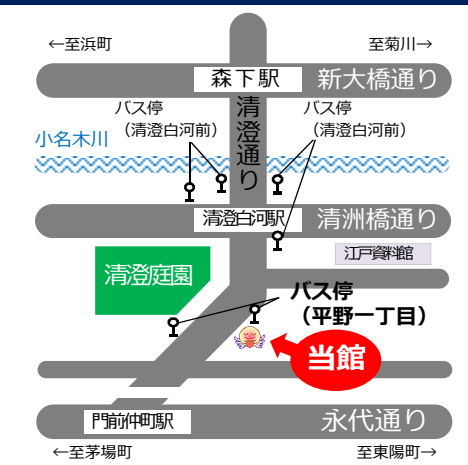 ←至浜町
至菊川→
森下駅
新大橋通り
バス停
（清澄白河前）
清澄通り
バス停
（清澄白河前）
小名木川
清澄白河駅
清洲橋通り
江戸資料館
清澄庭園
バス停
（平野一丁目）
当館
門前仲町駅
永代通り
←至茅場町
至東陽町→